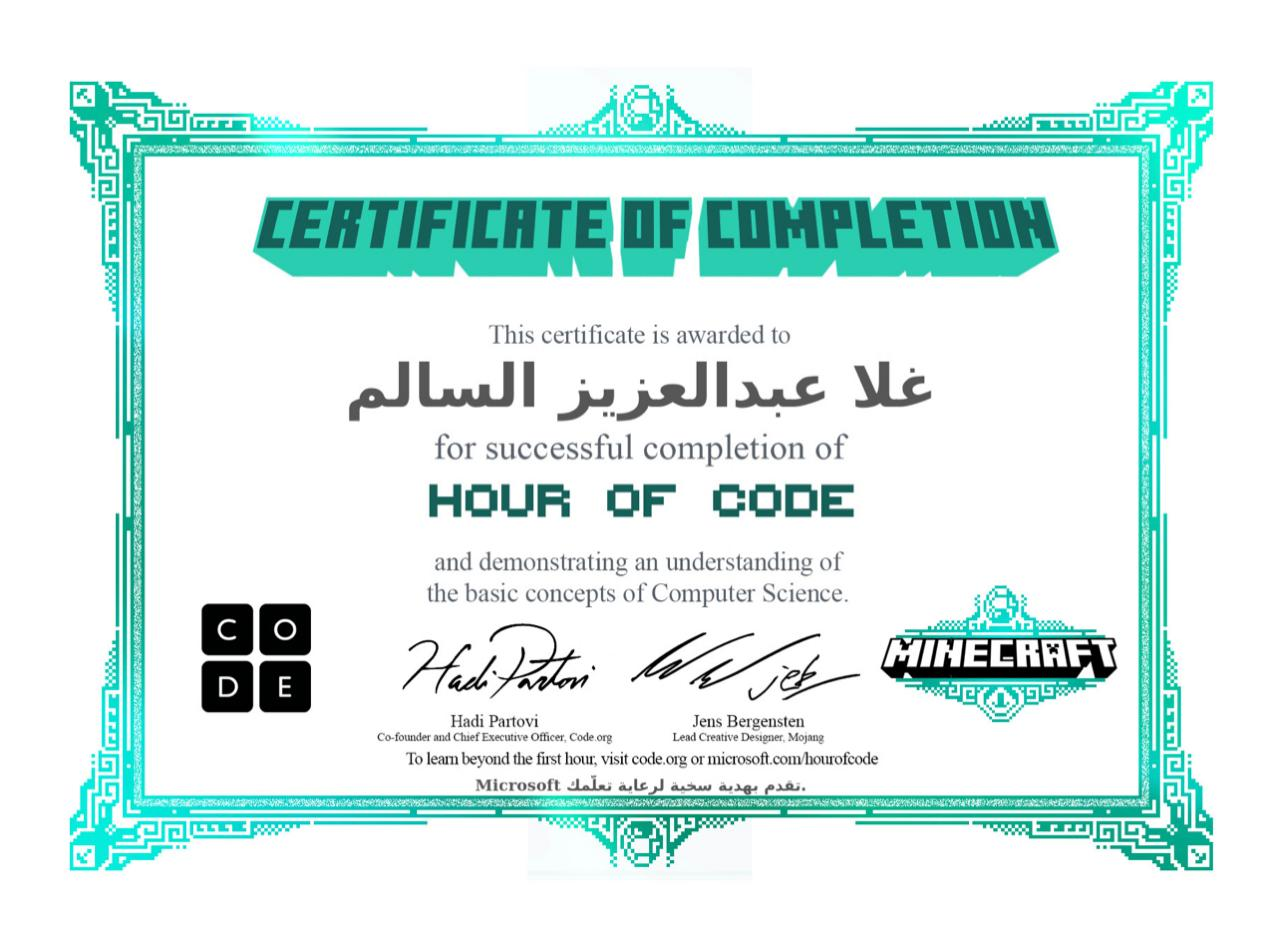 CERTIFICATE OF COMPLETION
This certificate is awarded to
غلا عبدالعزيز السالم
for successful completion of
HOUR OF CODE
and demonstrating an understanding of
the basic concepts of Computer Science.
C O
D E
Hadi Partovi
jeb
MINECRAFT
Hadi Partovi
Co-founder and Chief Executive Officer, Code.org
Jens Bergensten
Lead Creative Designer, Mojang
To learn beyond the first hour, visit code.org or microsoft.com/hourofcode
Microsoft تقدم بهدية سخية لرعاية تعلّمك.